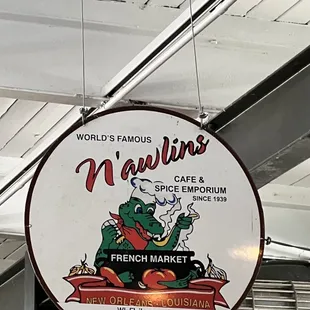 WORLD'S FAMOUS
N'awlins
CAFE &
SPICE EMPORIUM
SINCE 1939
FRENCH MARKET
NEW ORLEANS LOUISIANA